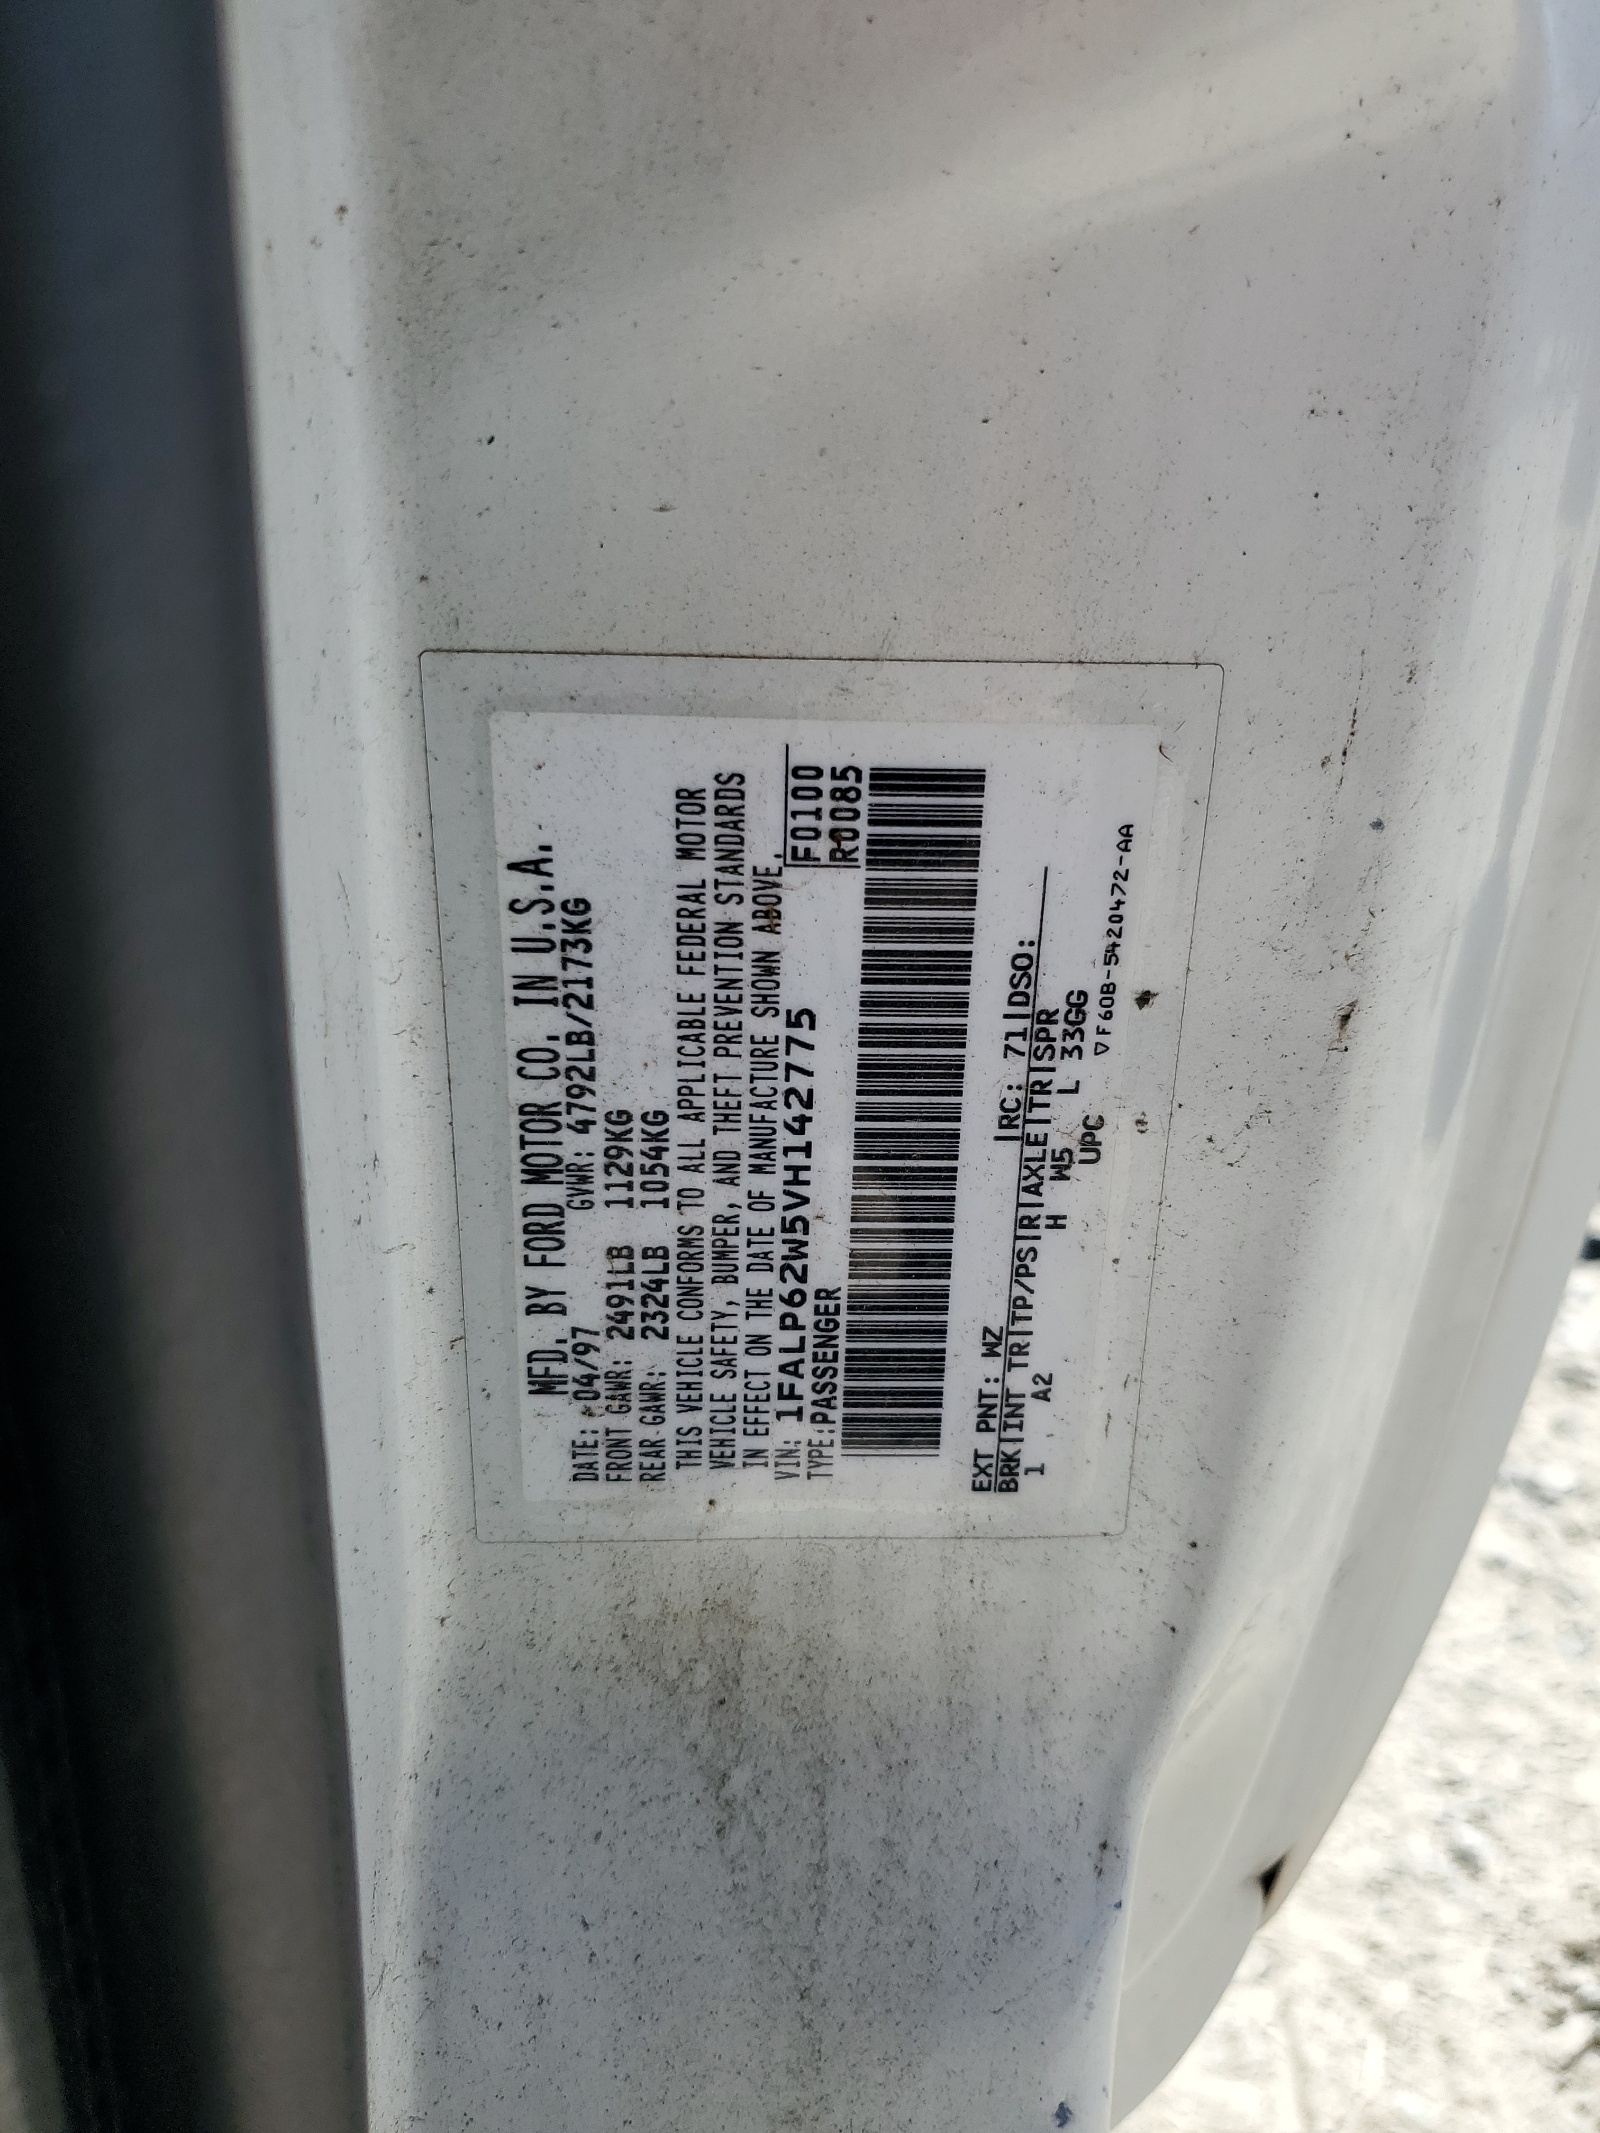 MFD. BY FORD MOTOR CO. IN U.S.A.
DATE: 04/97 GVWR: 4792LB/2173KG
FRONT GAWR: 2491LB 1129KG
REAR GAWR: 2324LB 1054KG
THIS VEHICLE CONFORMS TO ALL APPLICABLE FEDERAL MOTOR
VEHICLE SAFETY, BUMPER, AND THEFT PREVENTION STANDARDS
IN EFFECT ON THE DATE OF MANUFACTURE SHOWN ABOVE.
VIN: 1FALP62W5VH142775 F0100
TYPE: PASSENGER R0085
EXT PNT: WZ |RC: 71|DSO:
BRK|INT TR|TP/PS|R|AXLE|TR|SPR
1 A2 H W5 L 33GG
UPC ▽F60B-5420472-AA